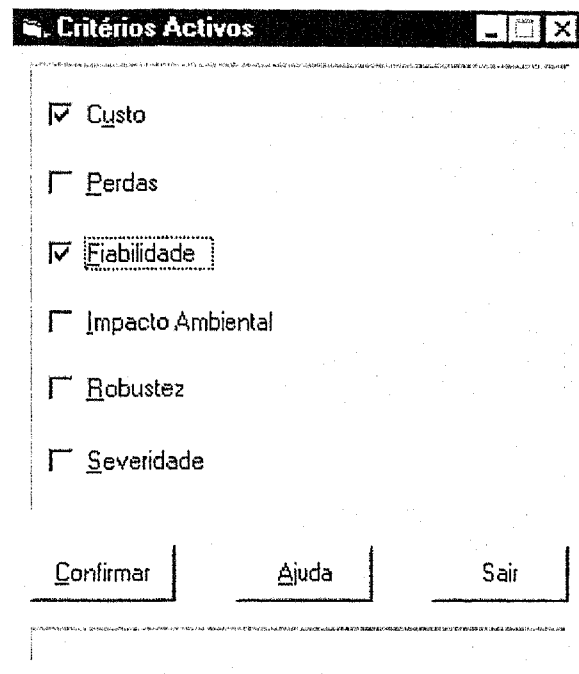 Critérios Activos
Custo
Perdas
Fiabilidade
Impacto Ambiental
Robustez
Severidade
Confirmar Ajuda Sair